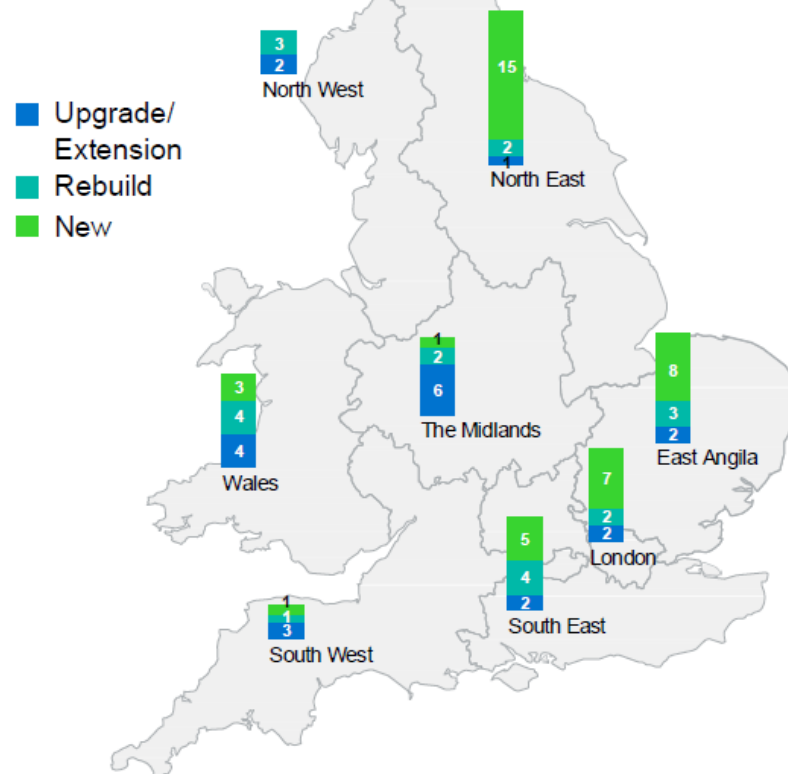 Upgrade/
Extension
Rebuild
New
3
2
North West
15
2
1
North East
1
2
6
The Midlands
3
4
4
Wales
8
3
2
East Angila
7
2
2
London
5
4
2
South East
1
1
3
South West